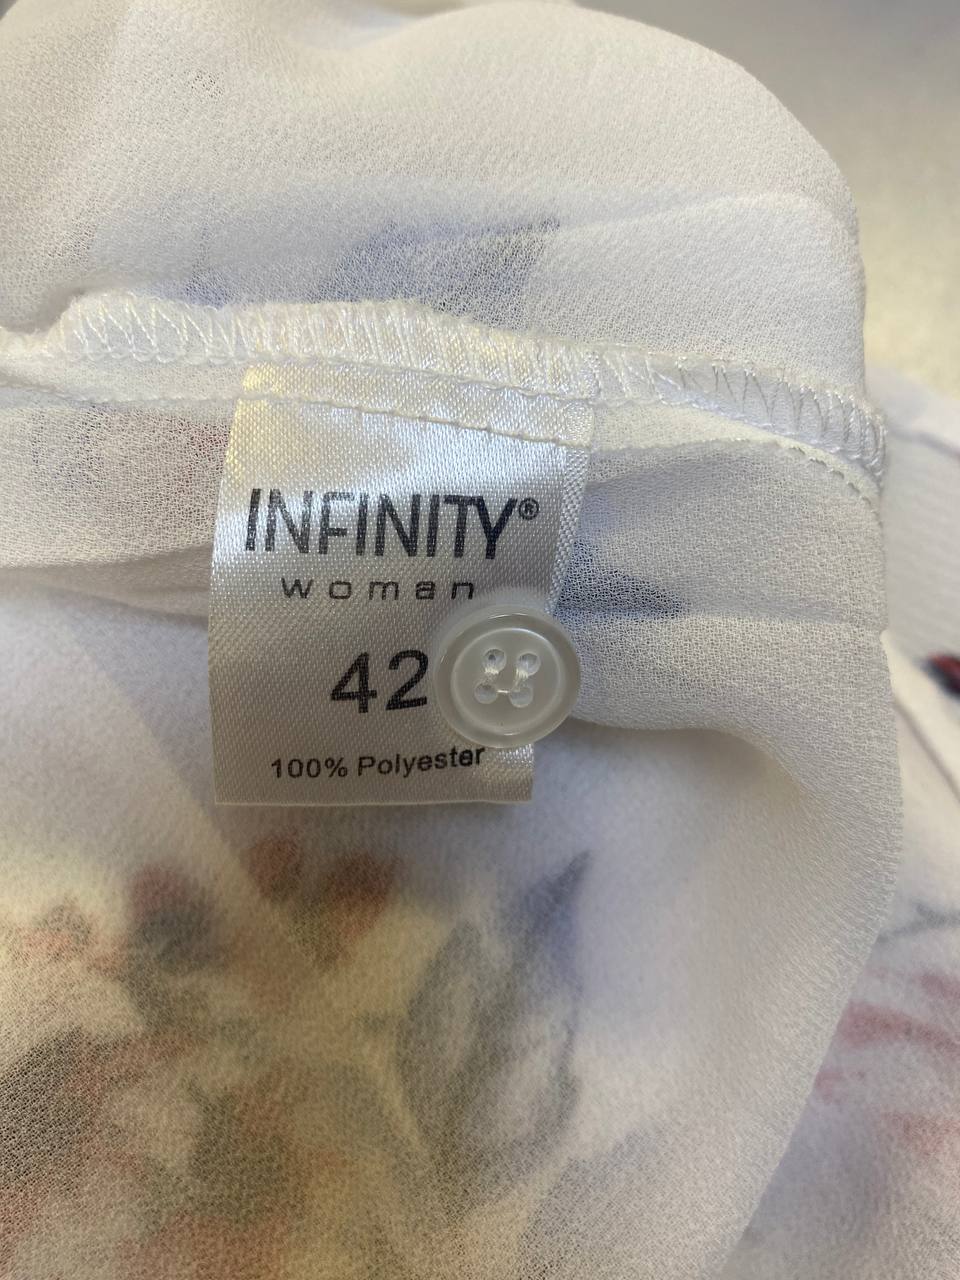 INFINITY®
woman
42
100% Polyester